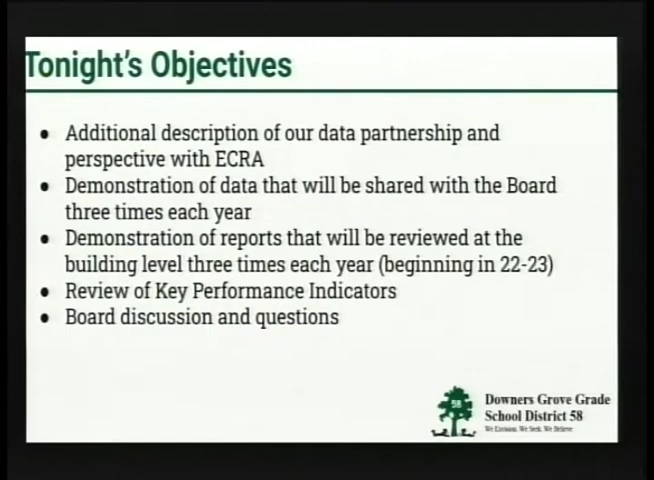 Tonight's Objectives
● Additional description of our data partnership and
perspective with ECRA
● Demonstration of data that will be shared with the Board
three times each year
● Demonstration of reports that will be reviewed at the
building level three times each year (beginning in 22-23)
● Review of Key Performance Indicators
● Board discussion and questions
58
Downers Grove Grade
School District 58
We Envision. We Seek. We Believe